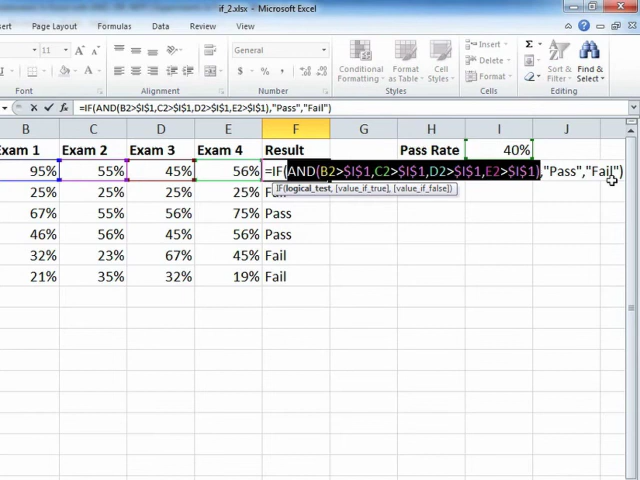 if_2.xlsx - Microsoft Excel
nsert Page Layout Formulas Data Review View
11 General Insert Σ
Conditional Formatting Format as Table Cell Styles Delete Sort & Filter Find & Select
Format
Font Alignment Number Styles Cells Editing
=IF(AND(B2>$I$1,C2>$I$1,D2>$I$1,E2>$I$1),"Pass","Fail")
B C D E F G H I J
Exam 1 Exam 2 Exam 3 Exam 4 Result Pass Rate 40%
95% 55% 45% 56% =IF(AND(B2>$I$1,C2>$I$1,D2>$I$1,E2>$I$1),"Pass","Fail")
IF(logical_test, [value_if_true], [value_if_false])
25% 25% 25% 25% Fail
67% 55% 56% 75% Pass
46% 56% 45% 56% Pass
32% 23% 67% 45% Fail
21% 35% 32% 19% Fail